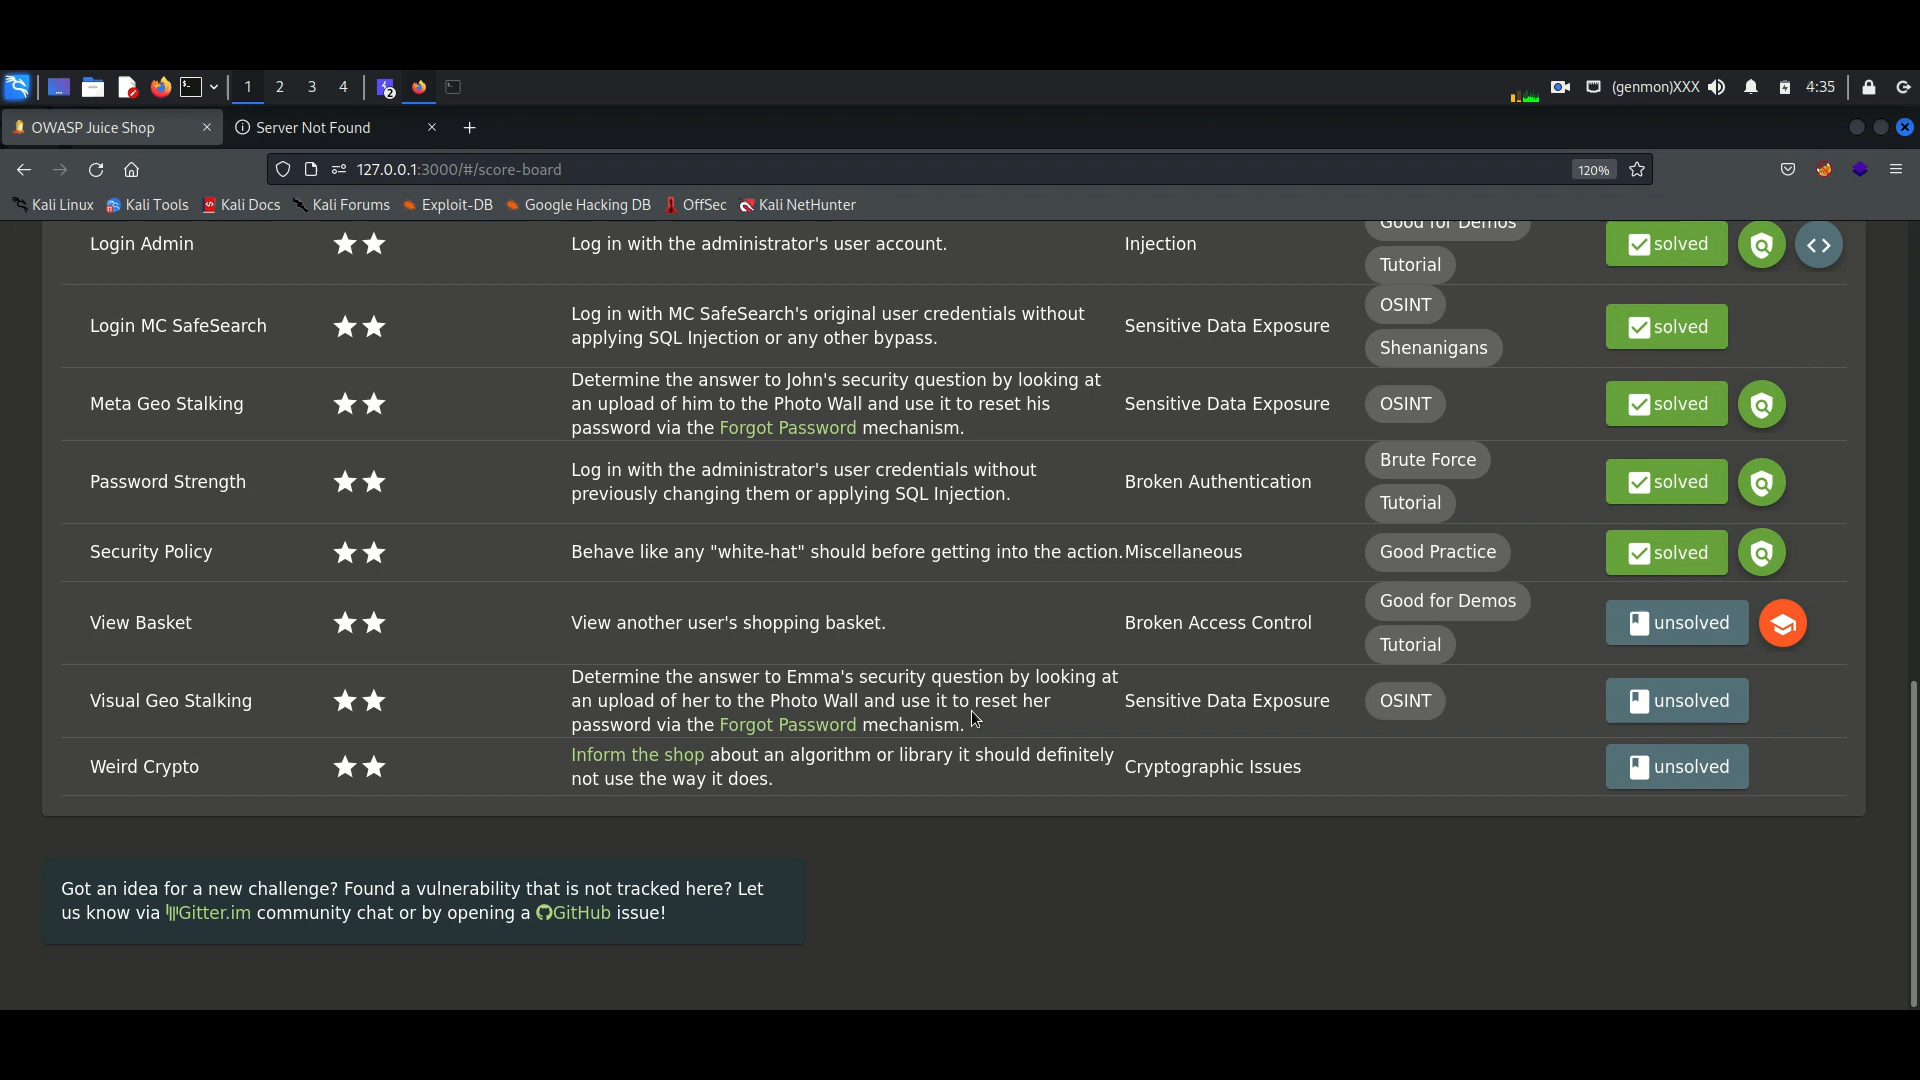 1 2 3 4 2 (genmon)XXX 4:35
OWASP Juice Shop Server Not Found
127.0.0.1:3000/#/score-board 120%
Kali Linux Kali Tools Kali Docs Kali Forums Exploit-DB Google Hacking DB OffSec Kali NetHunter
Good for Demos
Login Admin Log in with the administrator's user account. Injection solved
Tutorial
OSINT
Log in with MC SafeSearch's original user credentials without
Login MC SafeSearch Sensitive Data Exposure solved
applying SQL Injection or any other bypass.
Shenanigans
Determine the answer to John's security question by looking at
Meta Geo Stalking an upload of him to the Photo Wall and use it to reset his Sensitive Data Exposure OSINT solved
password via the Forgot Password mechanism.
Brute Force
Log in with the administrator's user credentials without
Password Strength Broken Authentication solved
previously changing them or applying SQL Injection.
Tutorial
Security Policy Behave like any "white-hat" should before getting into the action. Miscellaneous Good Practice solved
Good for Demos
View Basket View another user's shopping basket. Broken Access Control unsolved
Tutorial
Determine the answer to Emma's security question by looking at
Visual Geo Stalking an upload of her to the Photo Wall and use it to reset her Sensitive Data Exposure OSINT unsolved
password via the Forgot Password mechanism.
Inform the shop about an algorithm or library it should definitely
Weird Crypto Cryptographic Issues unsolved
not use the way it does.
Got an idea for a new challenge? Found a vulnerability that is not tracked here? Let
us know via Gitter.im community chat or by opening a GitHub issue!